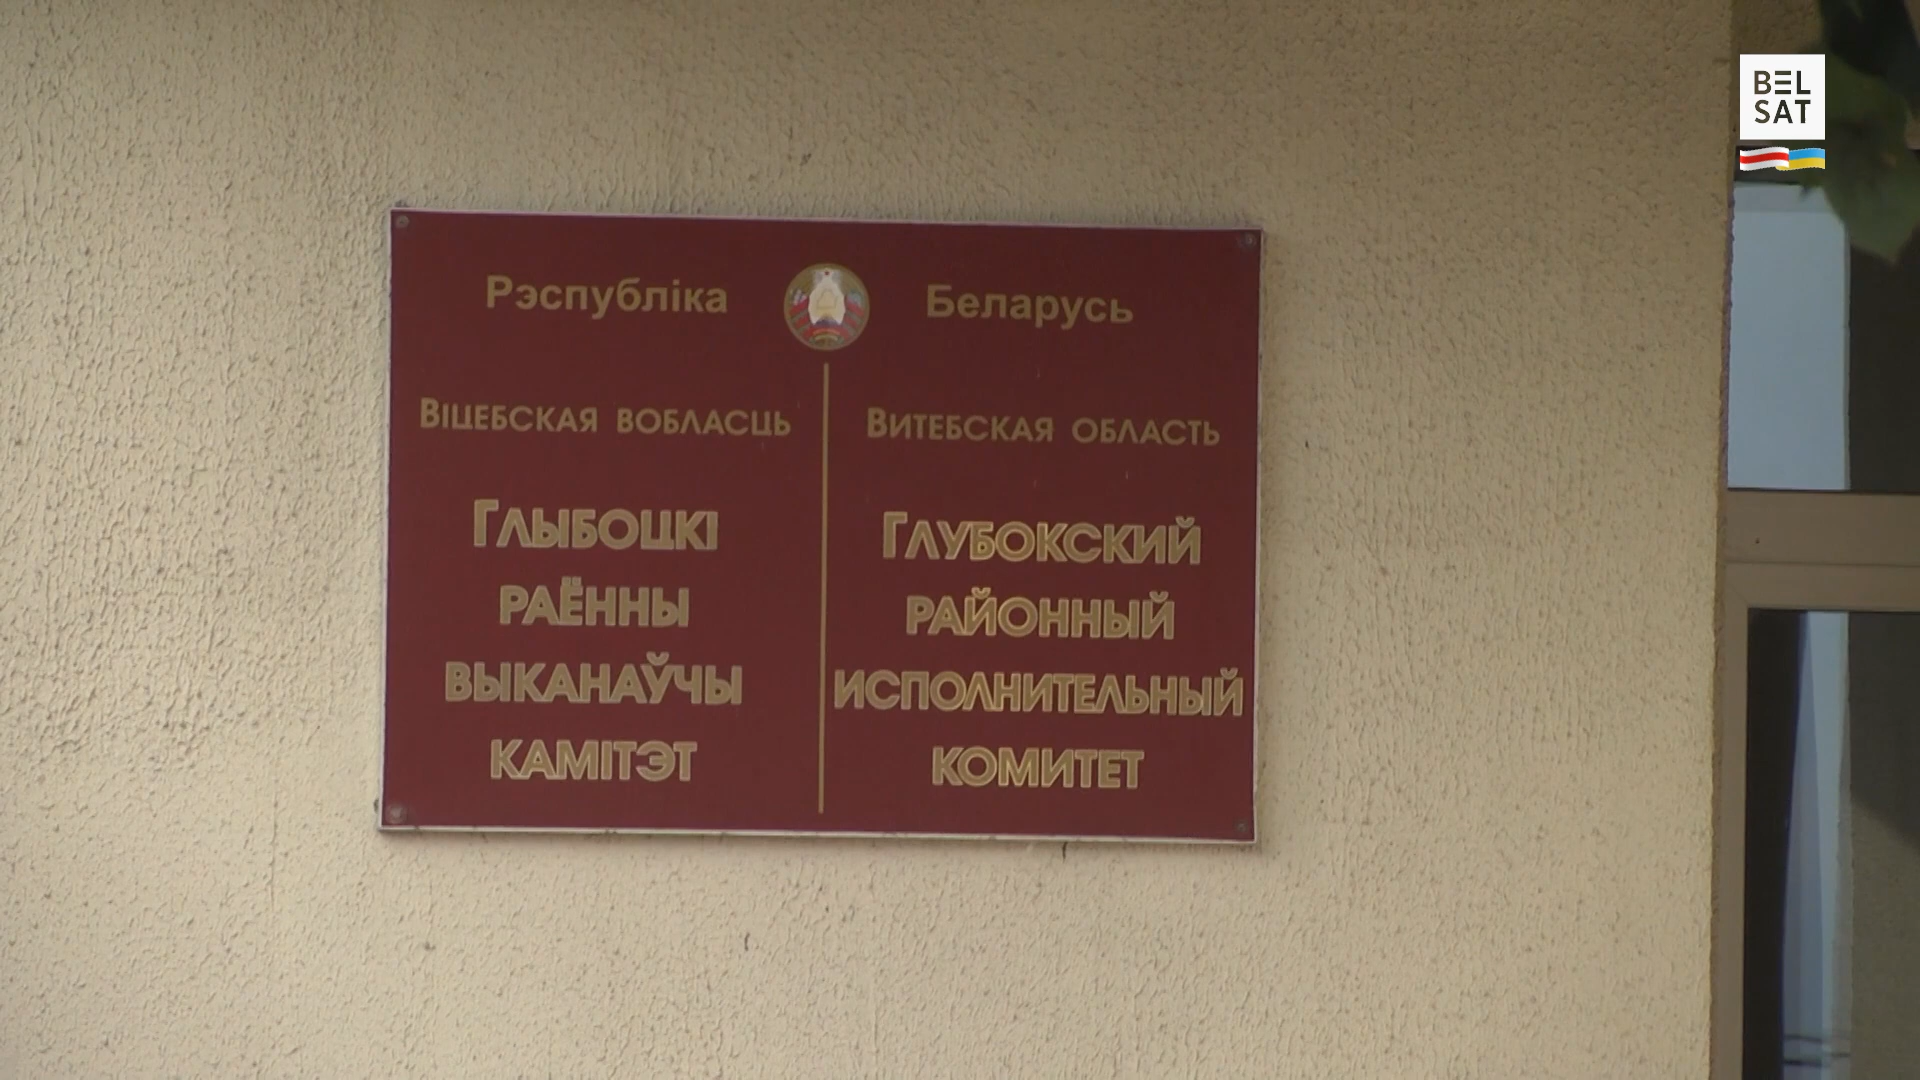 Рэспубліка Беларусь
Віцебская вобласць
Глыбоцкі
раённы
выканаўчы
камітэт
Витебская область
Глубокский
районный
исполнительный
комитет
BEL
SAT